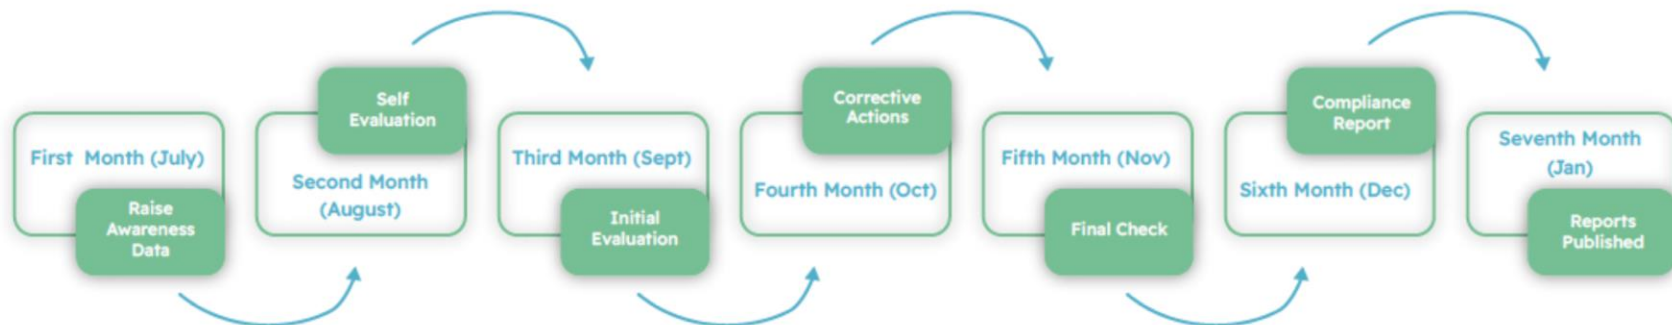 First  Month (July)
Raise
Awareness
Data
Self
Evaluation
Second Month
(August)
Third Month (Sept)
Initial
Evaluation
Corrective
Actions
Fourth Month (Oct)
Fifth Month (Nov)
Final Check
Compliance
Report
Sixth Month (Dec)
Seventh Month
(Jan)
Reports
Published